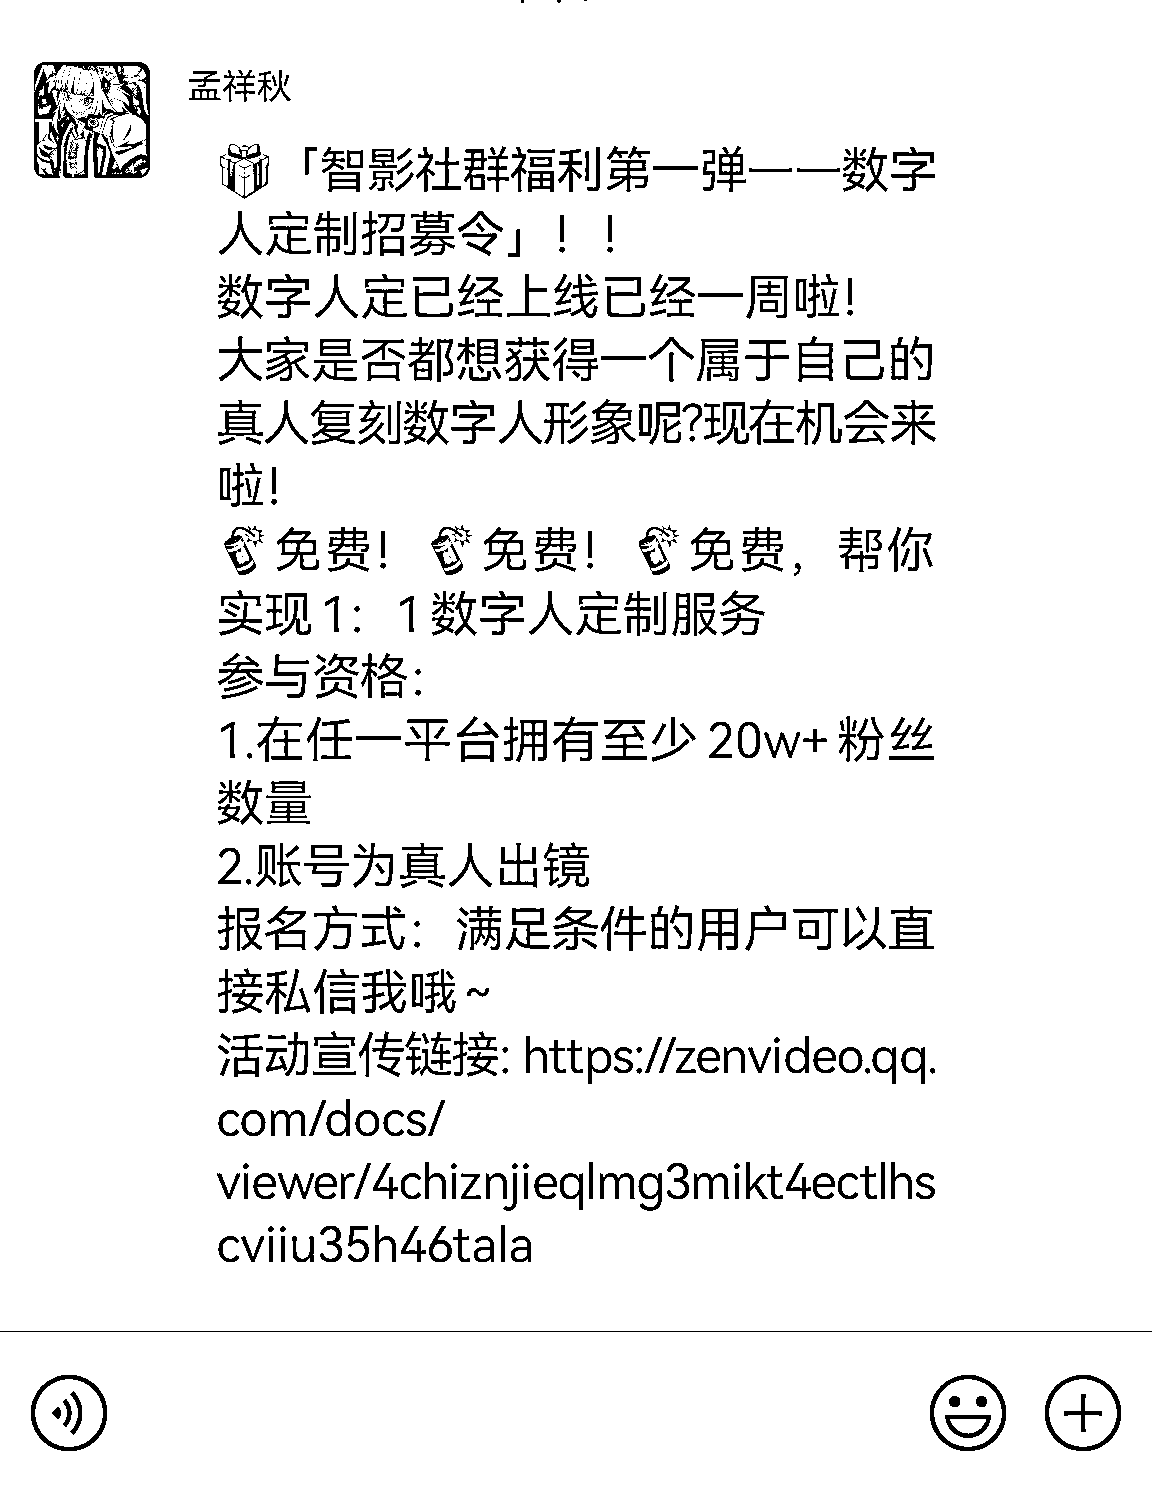 孟祥秋
🎁「智影社群福利第一弹——数字
人定制招募令」！！
数字人定已经上线已经一周啦!
大家是否都想获得一个属于自己的
真人复刻数字人形象呢?现在机会来
啦!
🧨免费！🧨免费！🧨免费，帮你
实现1：1数字人定制服务
参与资格：
1.在任一平台拥有至少20w+粉丝
数量
2.账号为真人出镜
报名方式：满足条件的用户可以直
接私信我哦~
活动宣传链接: https://zenvideo.qq.
com/docs/
viewer/4chiznjieqlmg3mikt4ectlhs
cviiu35h46tala